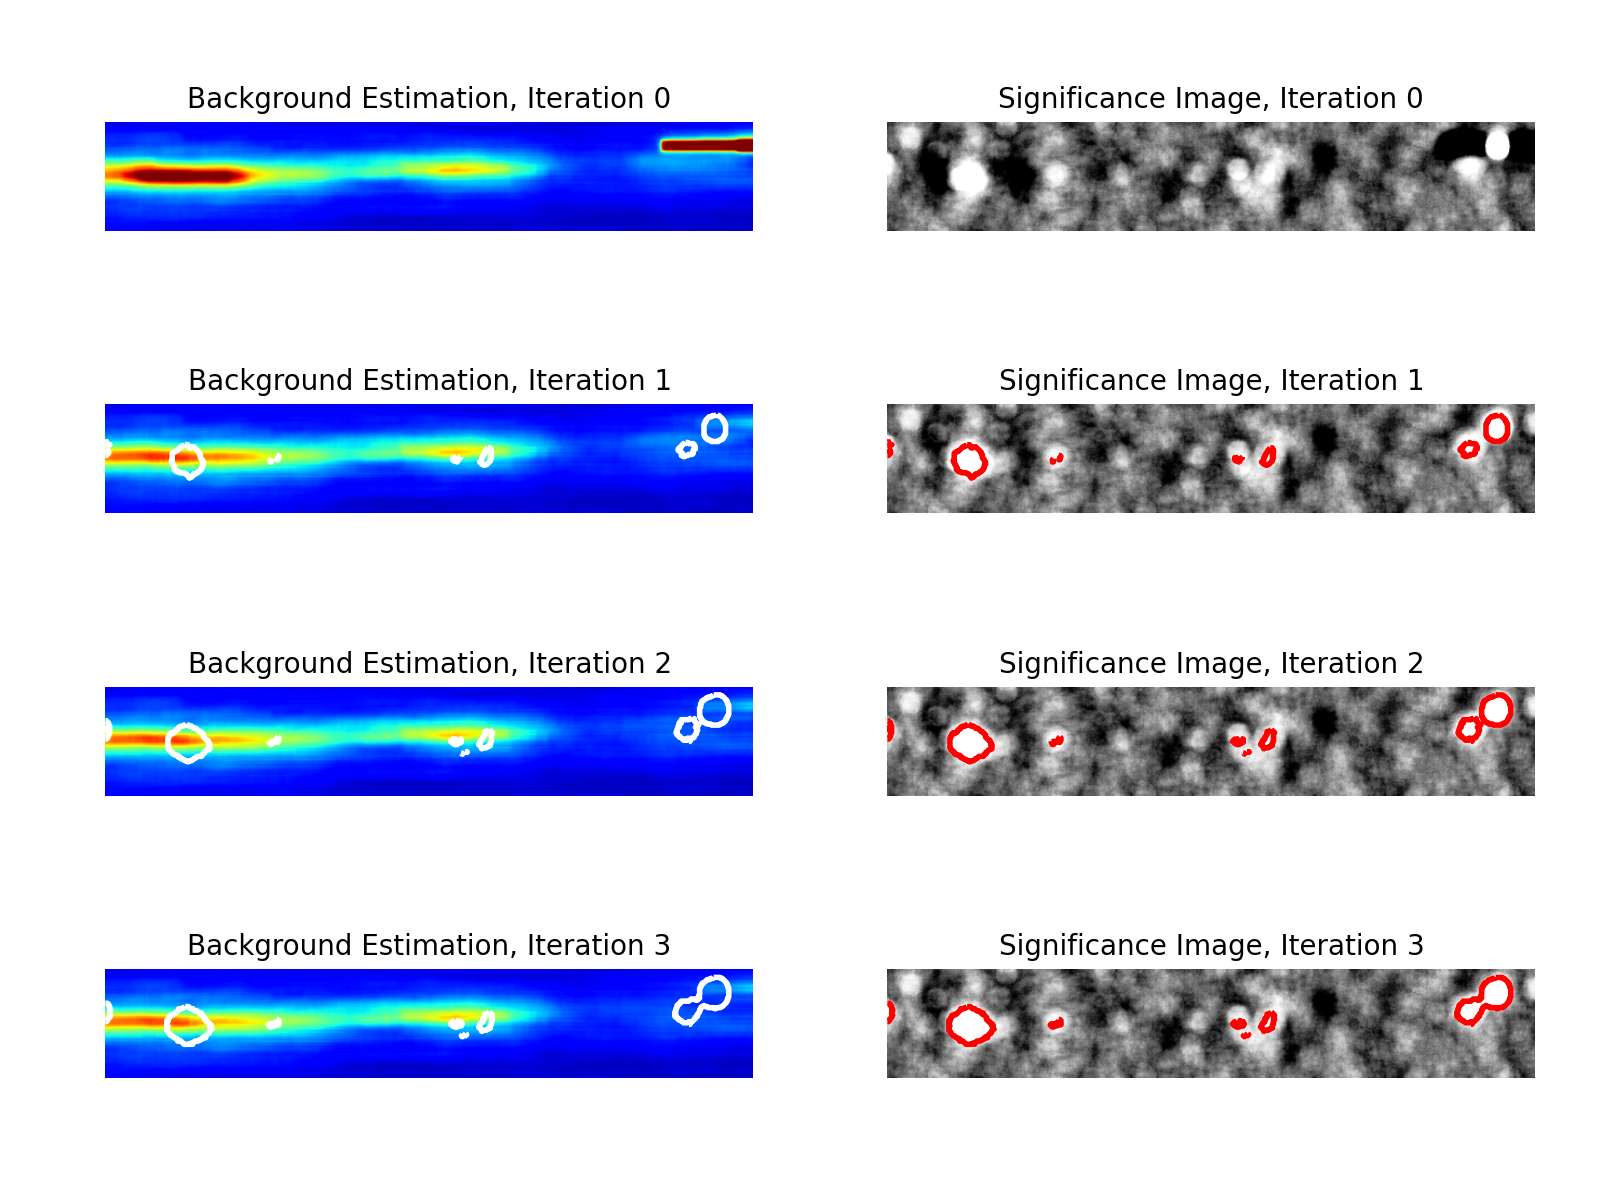 Background Estimation, Iteration 0
Significance Image, Iteration 0
Background Estimation, Iteration 1
Significance Image, Iteration 1
Background Estimation, Iteration 2
Significance Image, Iteration 2
Background Estimation, Iteration 3
Significance Image, Iteration 3